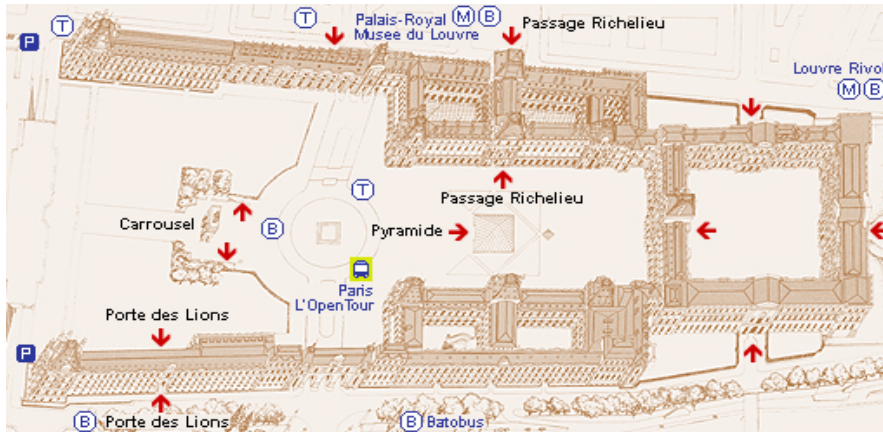 T
T
Palais-Royal M B
Musee du Louvre
Passage Richelieu
P
Louvre Rivol
M B
T
Passage Richelieu
Carrousel
B
Pyramide
Paris
L'OpenTour
Porte des Lions
P
B Porte des Lions
B Batobus